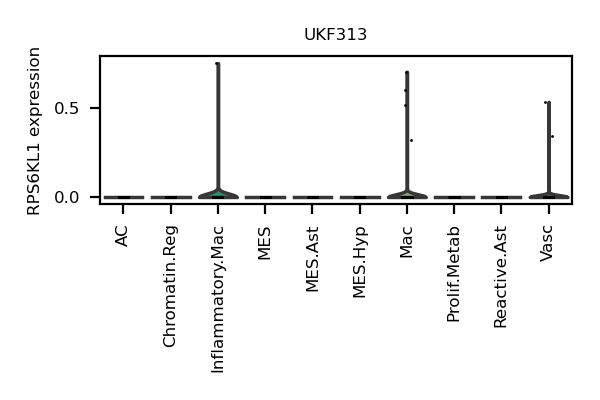 UKF313
RPS6KL1 expression
0.5
0.0
AC
Chromatin.Reg
Inflammatory.Mac
MES
MES.Ast
MES.Hyp
Mac
Prolif.Metab
Reactive.Ast
Vasc